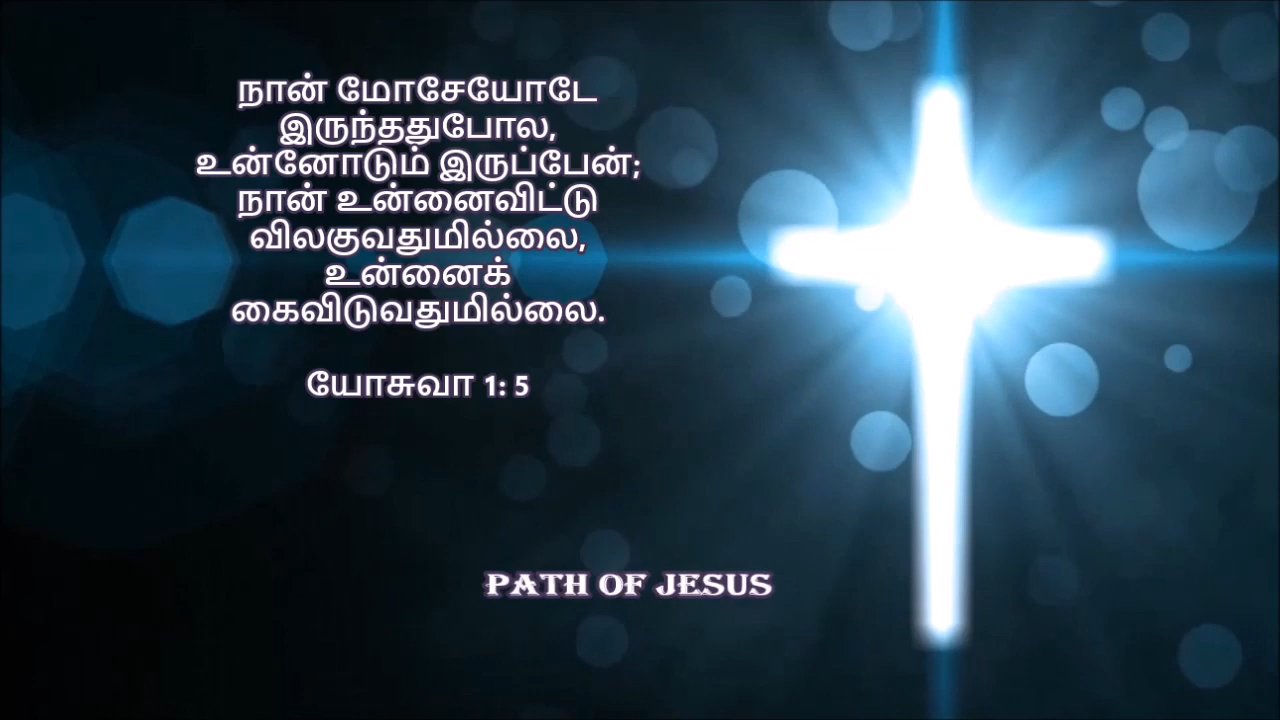 நான் மோசேயோடே
இருந்ததுபோல,
உன்னோடும் இருப்பேன்;
நான் உன்னைவிட்டு
விலகுவதுமில்லை,
உன்னைக்
கைவிடுவதுமில்லை.
யோசுவா 1: 5
PATH OF JESUS